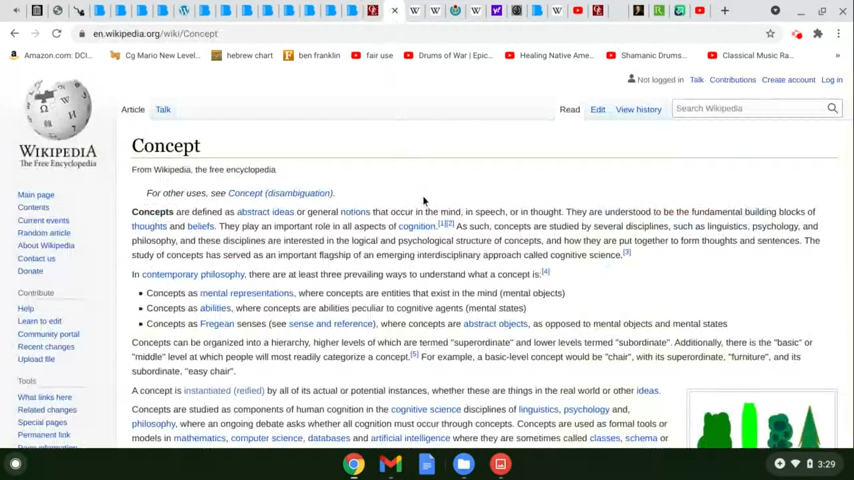 en.wikipedia.org/wiki/Concept
Amazon.com: DCI...
Cg Mario New Level...
hebrew chart
ben franklin
fair use
Drums of War | Epic...
Healing Native Ame...
Shamanic Drums...
Classical Music Ra...
Not logged in Talk Contributions Create account Log in
Article Talk
Read Edit View history
Search Wikipedia
WIKIPEDIA
The Free Encyclopedia
Main page
Contents
Current events
Random article
About Wikipedia
Contact us
Donate
Contribute
Help
Learn to edit
Community portal
Recent changes
Upload file
Tools
What links here
Related changes
Special pages
Permanent link
Concept
From Wikipedia, the free encyclopedia
For other uses, see Concept (disambiguation).
Concepts are defined as abstract ideas or general notions that occur in the mind, in speech, or in thought. They are understood to be the fundamental building blocks of
thoughts and beliefs. They play an important role in all aspects of cognition.[1][2] As such, concepts are studied by several disciplines, such as linguistics, psychology, and
philosophy, and these disciplines are interested in the logical and psychological structure of concepts, and how they are put together to form thoughts and sentences. The
study of concepts has served as an important flagship of an emerging interdisciplinary approach called cognitive science.[3]
In contemporary philosophy, there are at least three prevailing ways to understand what a concept is:[4]
• Concepts as mental representations, where concepts are entities that exist in the mind (mental objects)
• Concepts as abilities, where concepts are abilities peculiar to cognitive agents (mental states)
• Concepts as Fregean senses (see sense and reference), where concepts are abstract objects, as opposed to mental objects and mental states
Concepts can be organized into a hierarchy, higher levels of which are termed "superordinate" and lower levels termed "subordinate". Additionally, there is the "basic" or
"middle" level at which people will most readily categorize a concept.[5] For example, a basic-level concept would be "chair", with its superordinate, "furniture", and its
subordinate, "easy chair".
A concept is instantiated (reified) by all of its actual or potential instances, whether these are things in the real world or other ideas.
Concepts are studied as components of human cognition in the cognitive science disciplines of linguistics, psychology and,
philosophy, where an ongoing debate asks whether all cognition must occur through concepts. Concepts are used as formal tools or
models in mathematics, computer science, databases and artificial intelligence where they are sometimes called classes, schema or
3:29